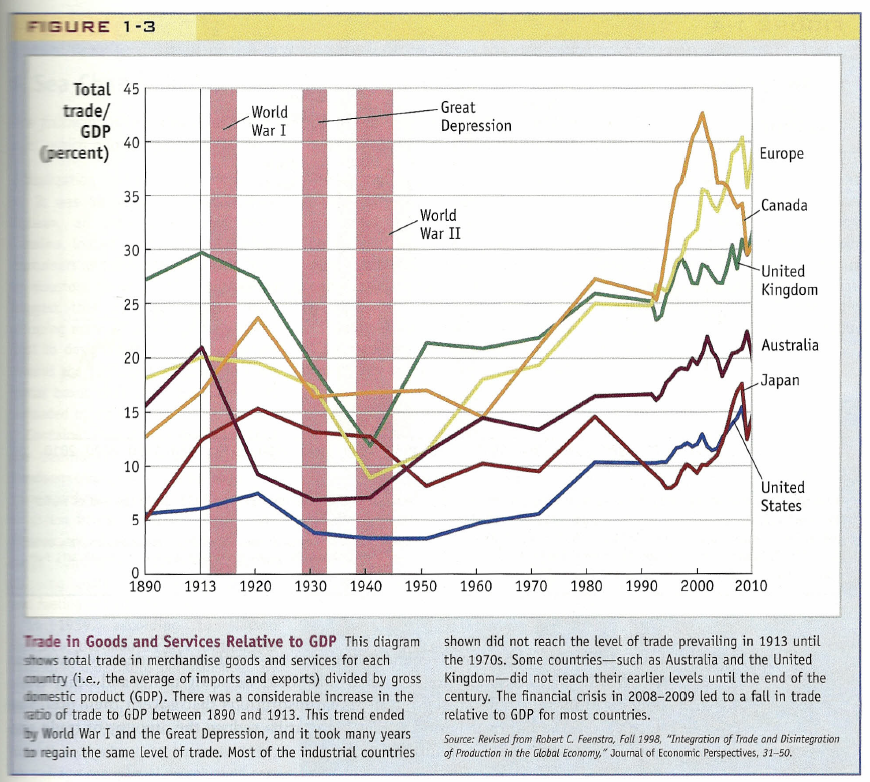 FIGURE 1-3
Total
trade/
GDP
(percent)
45
40
35
30
25
20
15
10
5
0
World
War I
Great
Depression
World
War II
Europe
Canada
United
Kingdom
Australia
Japan
United
States
1890 1913 1920 1930 1940 1950 1960 1970 1980 1990 2000 2010
Trade in Goods and Services Relative to GDP This diagram
shows total trade in merchandise goods and services for each
country (i.e., the average of imports and exports) divided by gross
domestic product (GDP). There was a considerable increase in the
ratio of trade to GDP between 1890 and 1913. This trend ended
by World War I and the Great Depression, and it took many years
to regain the same level of trade. Most of the industrial countries
shown did not reach the level of trade prevailing in 1913 until
the 1970s. Some countries—such as Australia and the United
Kingdom—did not reach their earlier levels until the end of the
century. The financial crisis in 2008–2009 led to a fall in trade
relative to GDP for most countries.
Source: Revised from Robert C. Feenstra, Fall 1998, "Integration of Trade and Disintegration
of Production in the Global Economy," Journal of Economic Perspectives, 31–50.